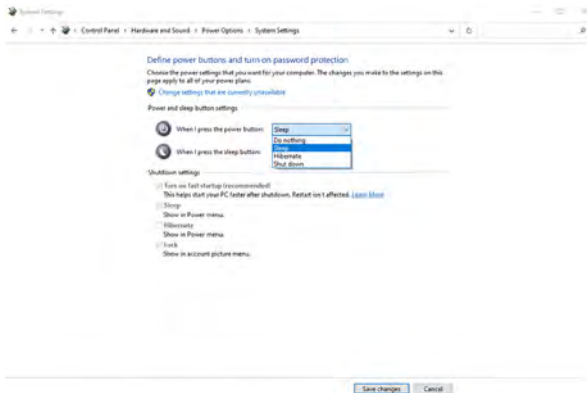 System Settings
Control Panel > Hardware and Sound > Power Options > System Settings
Define power buttons and turn on password protection
Choose the power settings that you want for your computer. The changes you make to the settings on this
page apply to all of your power plans.
Change settings that are currently unavailable
Power and sleep button settings
When I press the power button: Sleep
Do nothing
Sleep
When I press the sleep button:
Hibernate
Shut down
Shutdown settings
Turn on fast startup (recommended)
This helps start your PC faster after shutdown. Restart isn't affected. Learn More
Sleep
Show in Power menu.
Hibernate
Show in Power menu.
Lock
Show in account picture menu.
Save changes Cancel